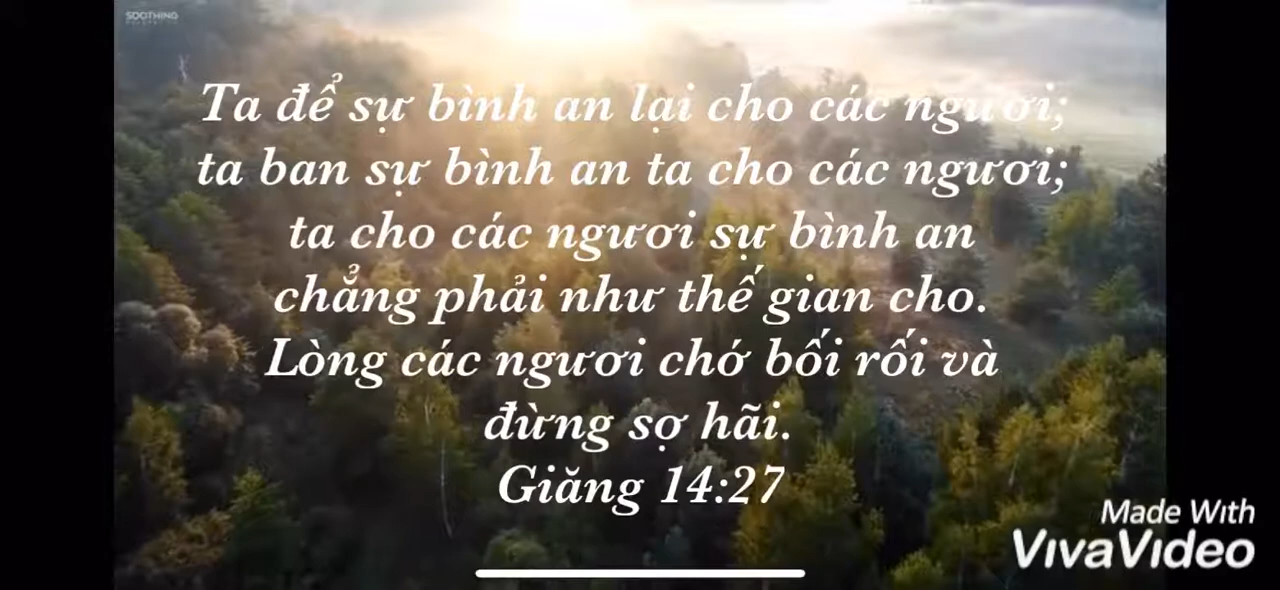 SOOTHING
Ta để sự bình an lại cho các ngươi;
ta ban sự bình an ta cho các ngươi;
ta cho các ngươi sự bình an
chẳng phải như thế gian cho.
Lòng các ngươi chớ bối rối và
đừng sợ hãi.
Giăng 14:27
Made With
VivaVideo